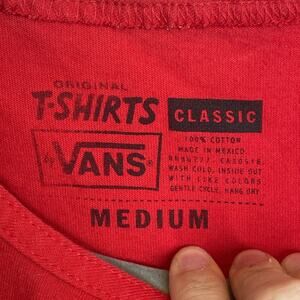 ORIGINAL
T-SHIRTS
by VANS®
CLASSIC
100% COTTON
MADE IN MEXICO.
WASH COLD, INSIDE OUT
WITH LIKE COLORS
GENTLE CYCLE, HANG DRY
MEDIUM